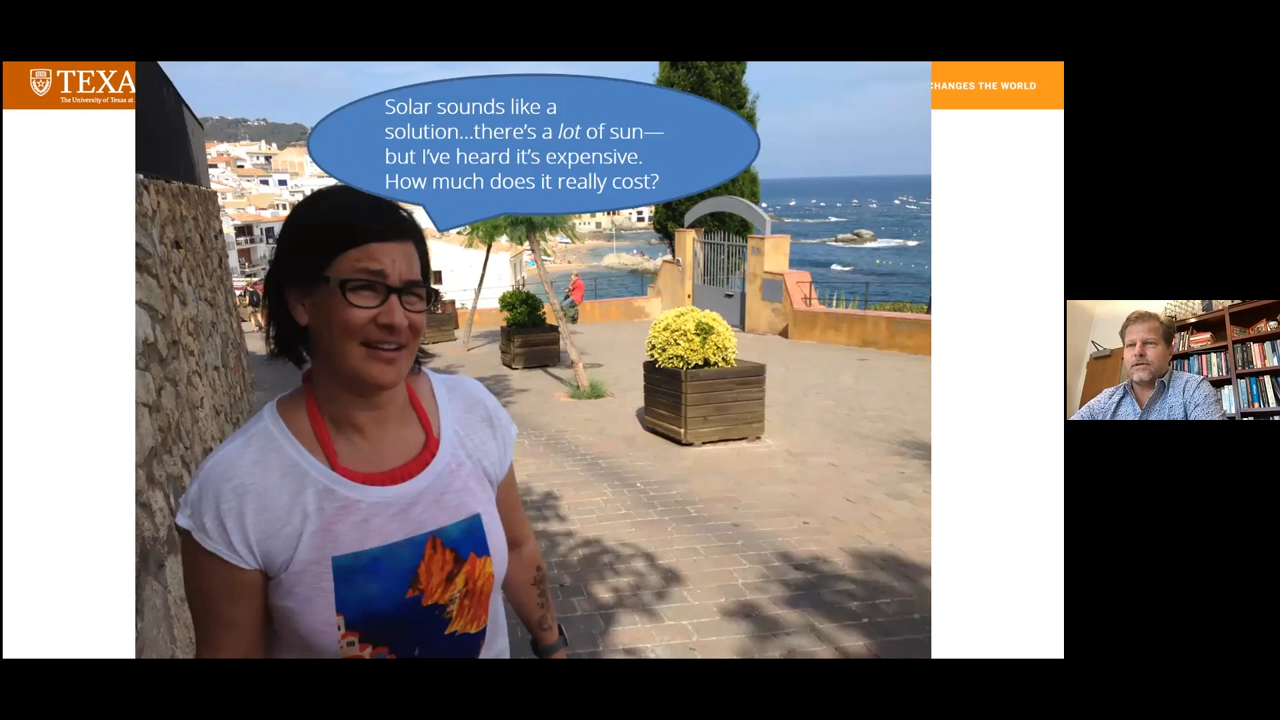 TEXA
The University of Texas at
CHANGES THE WORLD
Solar sounds like a
solution...there's a lot of sun—
but I've heard it's expensive.
How much does it really cost?